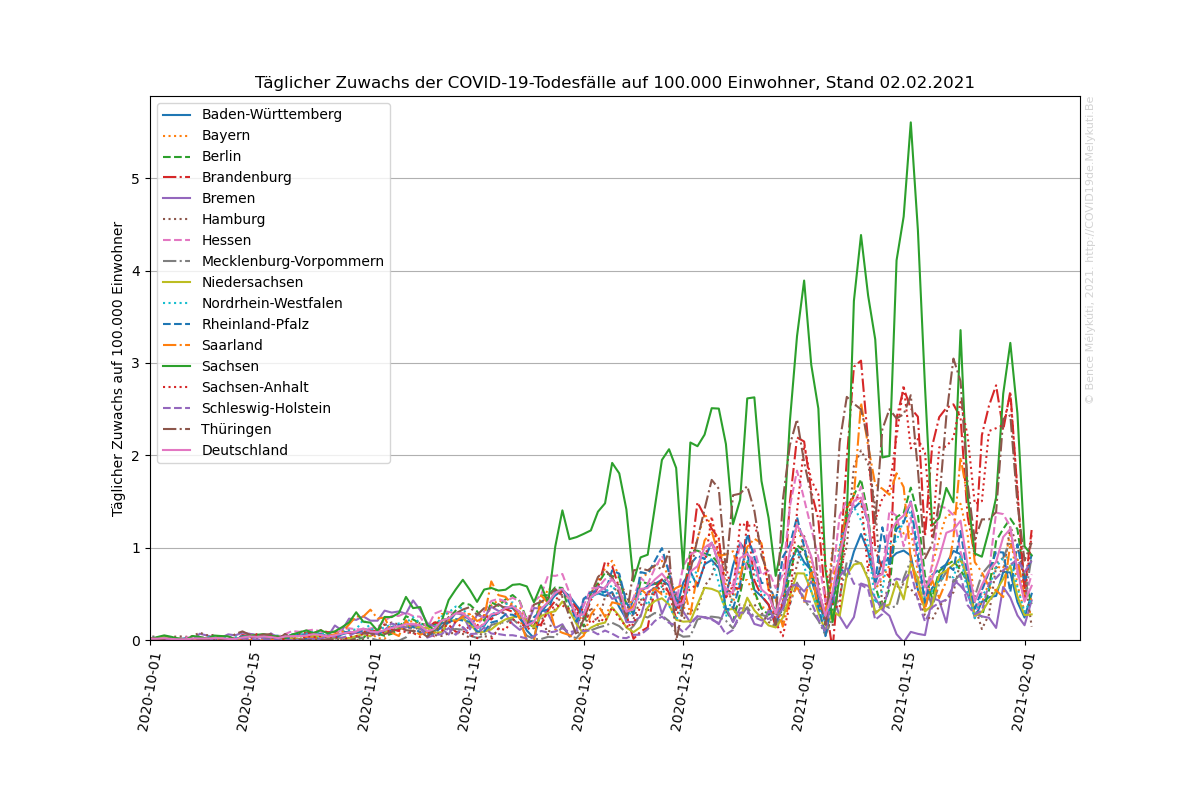 Täglicher Zuwachs der COVID-19-Todesfälle auf 100.000 Einwohner, Stand 02.02.2021
Täglicher Zuwachs auf 100.000 Einwohner
5
4
3
2
1
0
Baden-Württemberg
Bayern
Berlin
Brandenburg
Bremen
Hamburg
Hessen
Mecklenburg-Vorpommern
Niedersachsen
Nordrhein-Westfalen
Rheinland-Pfalz
Saarland
Sachsen
Sachsen-Anhalt
Schleswig-Holstein
Thüringen
Deutschland
2020-10-01
2020-10-15
2020-11-01
2020-11-15
2020-12-01
2020-12-15
2021-01-01
2021-01-15
2021-02-01
© Bence Mélykúti, 2021. http://COVID19de.Melykuti.Be